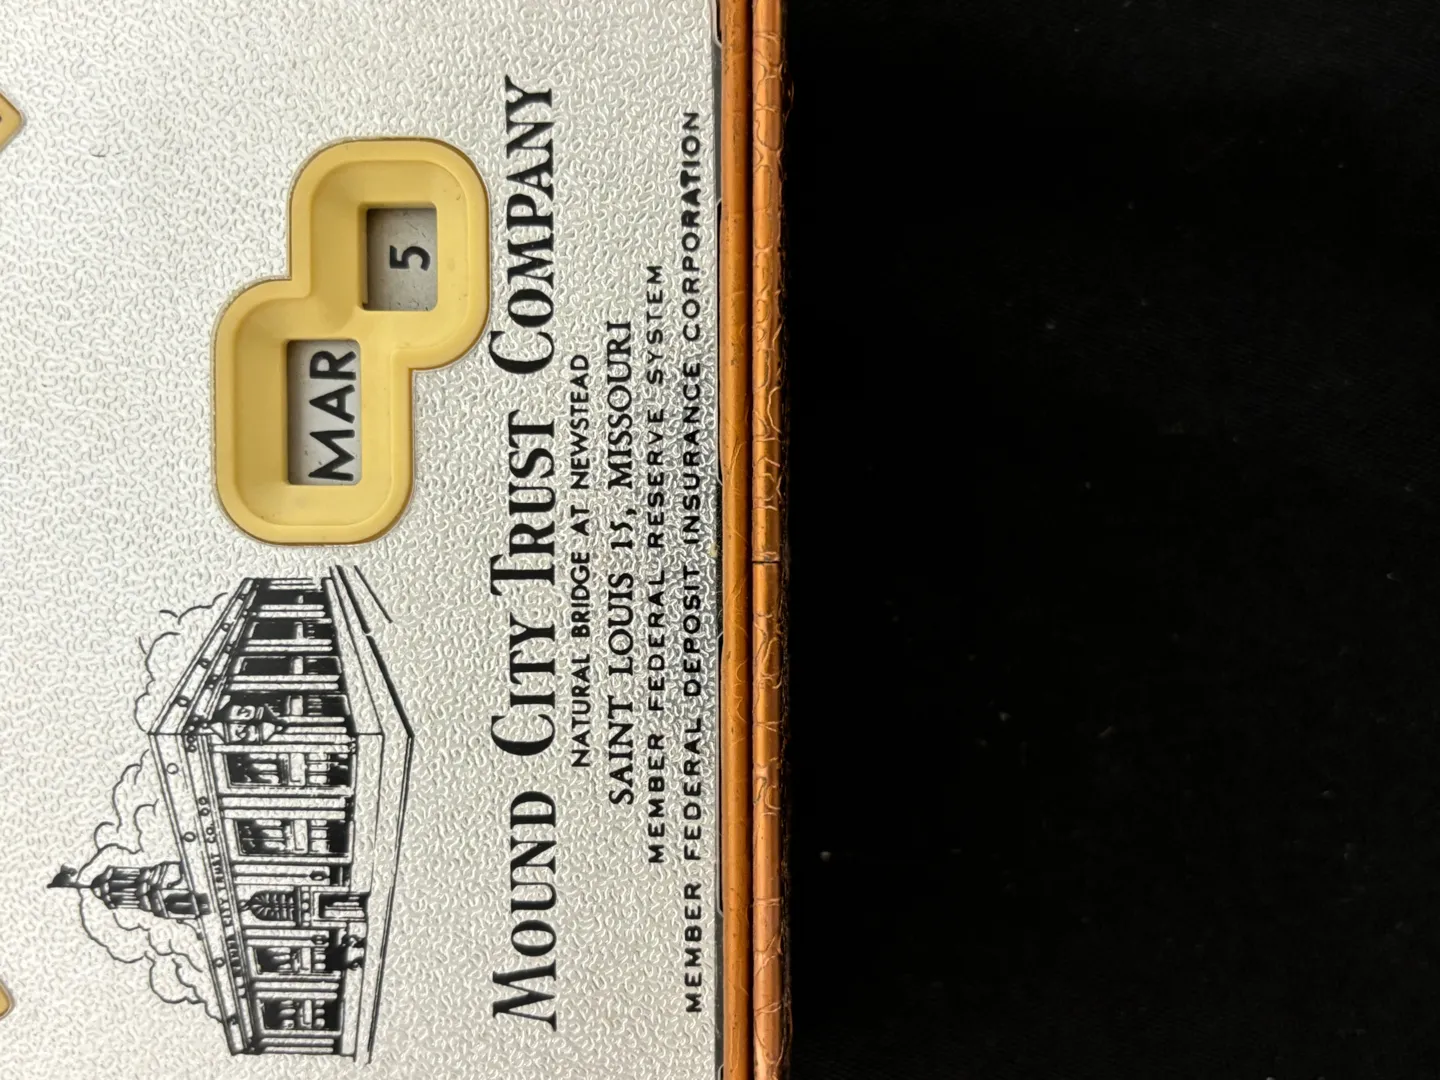 MAR
5
MOUND CITY TRUST COMPANY
NATURAL BRIDGE AT NEWSTEAD
SAINT LOUIS 15, MISSOURI
MEMBER FEDERAL RESERVE SYSTEM
MEMBER FEDERAL DEPOSIT INSURANCE CORPORATION